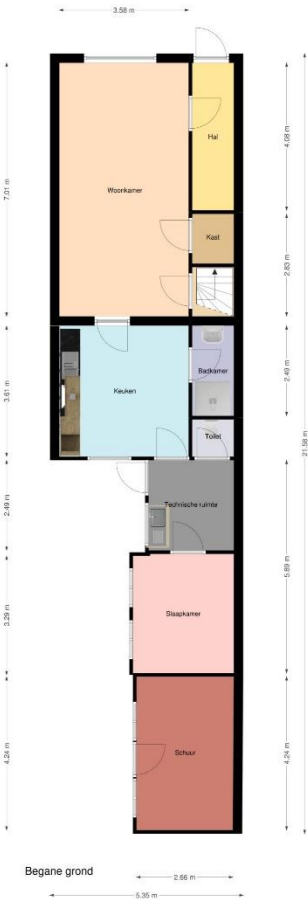 3.58 m
Hal
4.08 m
7.01 m
Woonkamer
Kast
2.83 m
Badkamer
2.49 m
Keuken
3.61 m
Toilet
21.58 m
Technische ruimte
2.49 m
5.89 m
Slaapkamer
3.29 m
Schuur
4.24 m
4.24 m
Begane grond
2.66 m
5.35 m